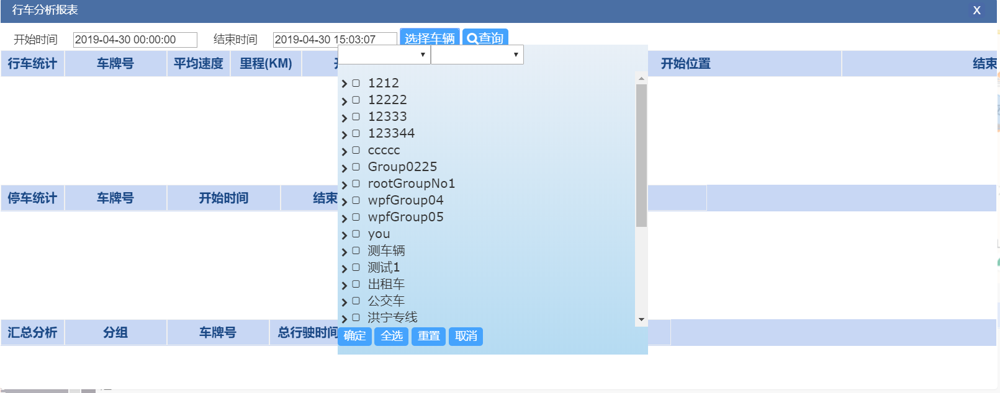 行车分析报表 X
开始时间 2019-04-30 00:00:00 结束时间 2019-04-30 15:03:07 选择车辆 查询
行车统计 车牌号 平均速度 里程(KM) 开始位置 结束
1212
12222
12333
123344
ccccc
Group0225
rootGroupNo1
停车统计 车牌号 开始时间 结束
wpfGroup04
wpfGroup05
you
测车辆
测试1
出租车
公交车
洪宁专线
汇总分析 分组 车牌号 总行驶时间
确定 全选 重置 取消